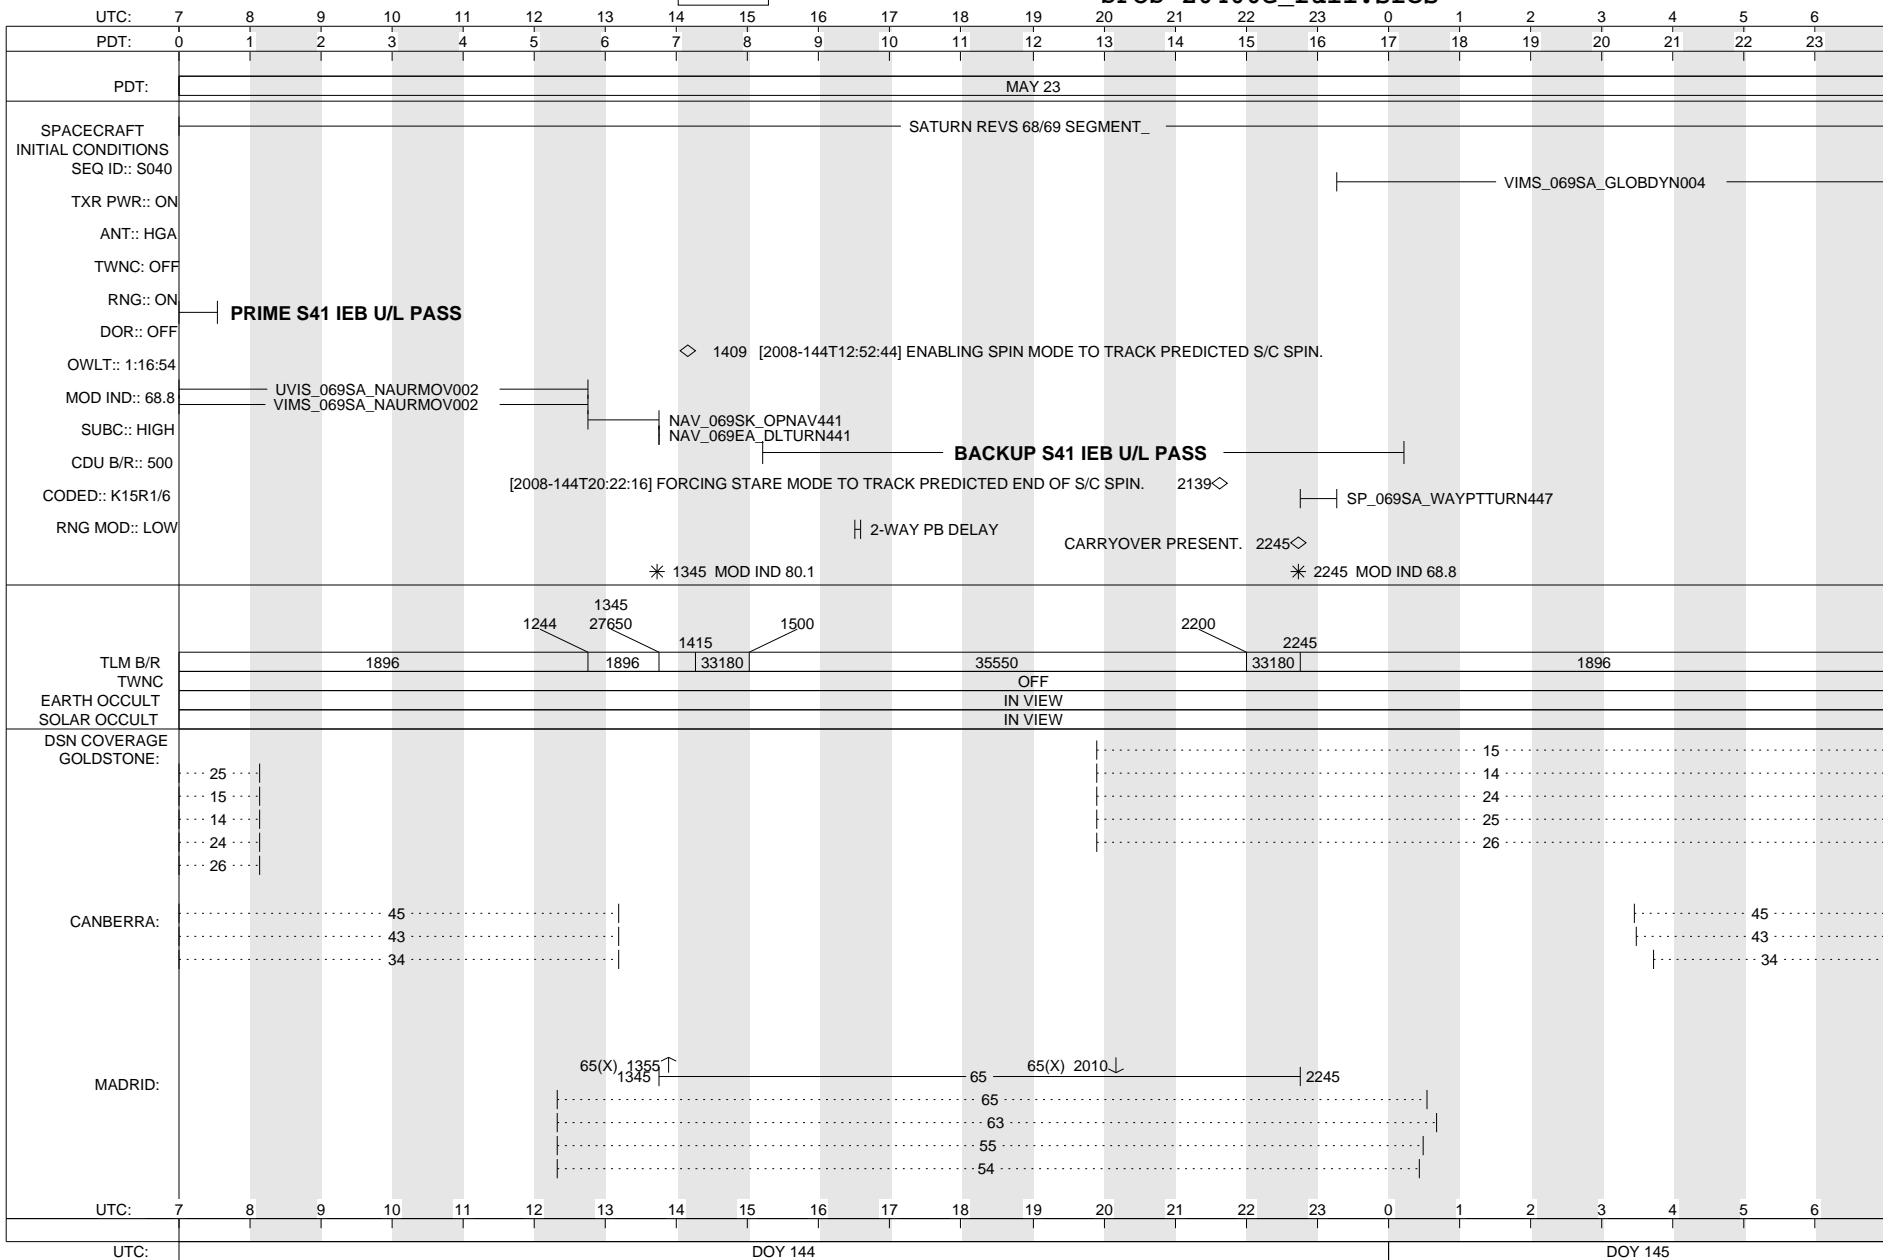 UTC: 7 8 9 10 11 12 13 14 15 16 17 18 19 20 21 22 23 0 1 2 3 4 5 6
PDT: 0 1 2 3 4 5 6 7 8 9 10 11 12 13 14 15 16 17 18 19 20 21 22 23
PDT: MAY 23
SPACECRAFT
INITIAL CONDITIONS
SATURN REVS 68/69 SEGMENT_
SEQ ID:: S040
VIMS_069SA_GLOBDYN004
TXR PWR:: ON
ANT:: HGA
TWNC: OFF
RNG:: ON
PRIME S41 IEB U/L PASS
DOR:: OFF
1409 [2008-144T12:52:44] ENABLING SPIN MODE TO TRACK PREDICTED S/C SPIN.
OWLT:: 1:16:54
UVIS_069SA_NAURMOV002
MOD IND:: 68.8
VIMS_069SA_NAURMOV002
NAV_069SK_OPNAV441
SUBC:: HIGH
NAV_069EA_DLTURN441
BACKUP S41 IEB U/L PASS
CDU B/R:: 500
[2008-144T20:22:16] FORCING STARE MODE TO TRACK PREDICTED END OF S/C SPIN. 2139
CODED:: K15R1/6
SP_069SA_WAYPTTURN447
RNG MOD:: LOW
2-WAY PB DELAY
CARRYOVER PRESENT. 2245
1345 MOD IND 80.1
2245 MOD IND 68.8
1345
1244 27650 1500 2200
1415 2245
TLM B/R 1896 1896 33180 35550 33180 1896
TWNC OFF
EARTH OCCULT IN VIEW
SOLAR OCCULT IN VIEW
DSN COVERAGE
GOLDSTONE:
15
25 14
15 24
14 25
24 26
26
CANBERRA:
45 45
43 43
34 34
MADRID:
65(X) 1355 65(X) 2010
1345 65 2245
65
63
55
54
UTC: 7 8 9 10 11 12 13 14 15 16 17 18 19 20 21 22 23 0 1 2 3 4 5 6
UTC: DOY 144 DOY 145